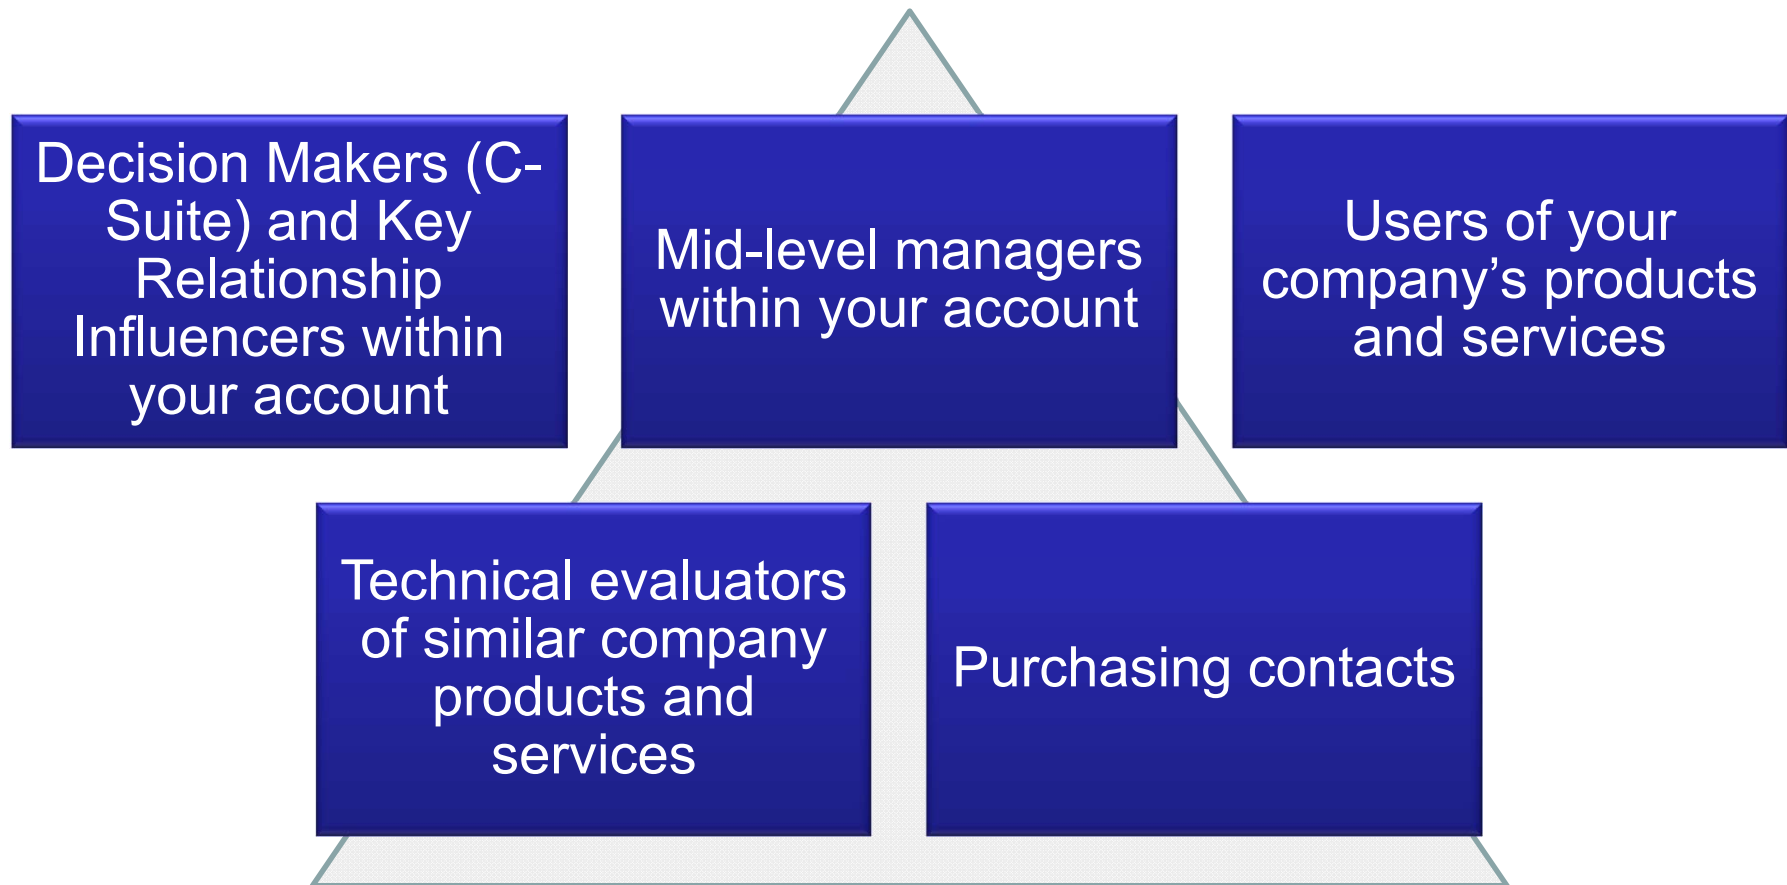 Decision Makers (C-
Suite) and Key
Relationship
Influencers within
your account
Mid-level managers
within your account
Users of your
company’s products
and services
Technical evaluators
of similar company
products and
services
Purchasing contacts